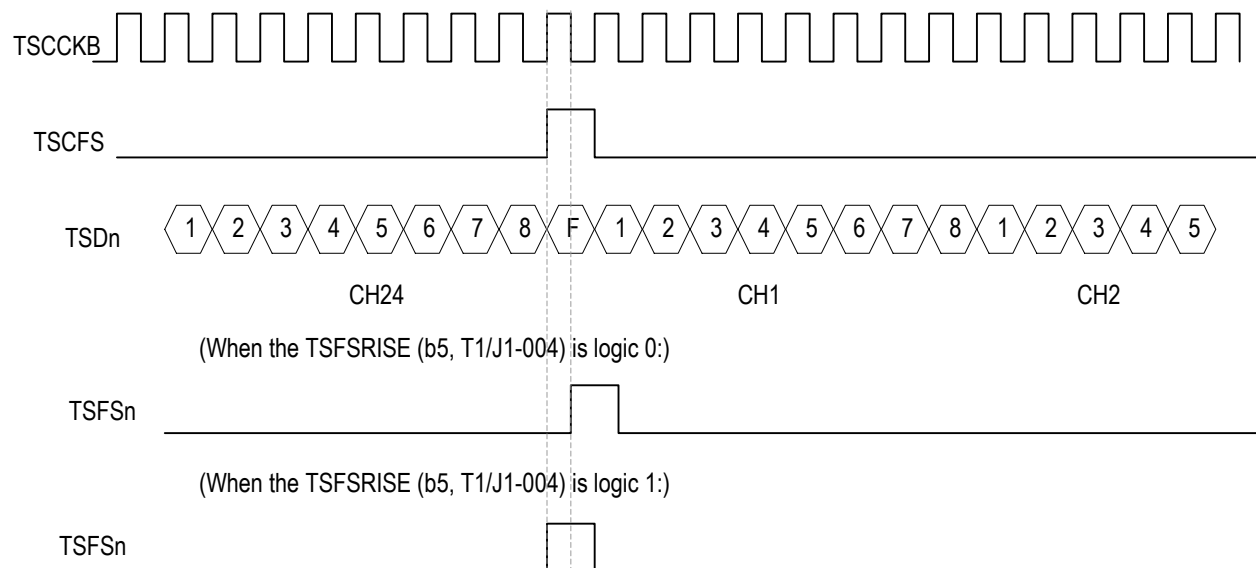 TSCCKB
TSCFS
TSDn 1 2 3 4 5 6 7 8 F 1 2 3 4 5 6 7 8 1 2 3 4 5
CH24 CH1 CH2
(When the TSFSRISE (b5, T1/J1-004) is logic 0:)
TSFSn
(When the TSFSRISE (b5, T1/J1-004) is logic 1:)
TSFSn